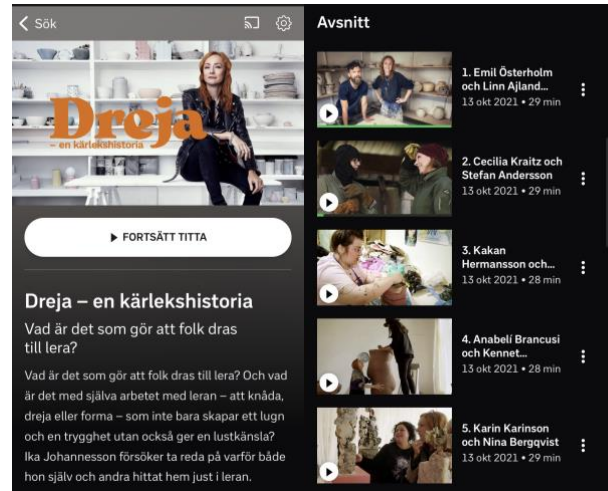 Sök
Dreja
– en kärlekshistoria
FORTSÄTT TITTA
Dreja – en kärlekshistoria
Vad är det som gör att folk dras
till lera?
Vad är det som gör att folk dras till lera? Och vad
är det med själva arbetet med leran – att knåda,
dreja eller forma – som inte bara skapar ett lugn
och en trygghet utan också ger en lustkänsla?
Ika Johannesson försöker ta reda på varför både
hon själv och andra hittat hem just i leran.
Avsnitt
1. Emil Österholm
och Linn Ajland...
13 okt 2021 • 29 min
2. Cecilia Kraitz och
Stefan Andersson
13 okt 2021 • 29 min
3. Kakan
Hermansson och...
13 okt 2021 • 29 min
4. Anabelí Brancusi
och Kennet...
13 okt 2021 • 28 min
5. Karin Karinson
och Nina Bergqvist
13 okt 2021 • 29 min